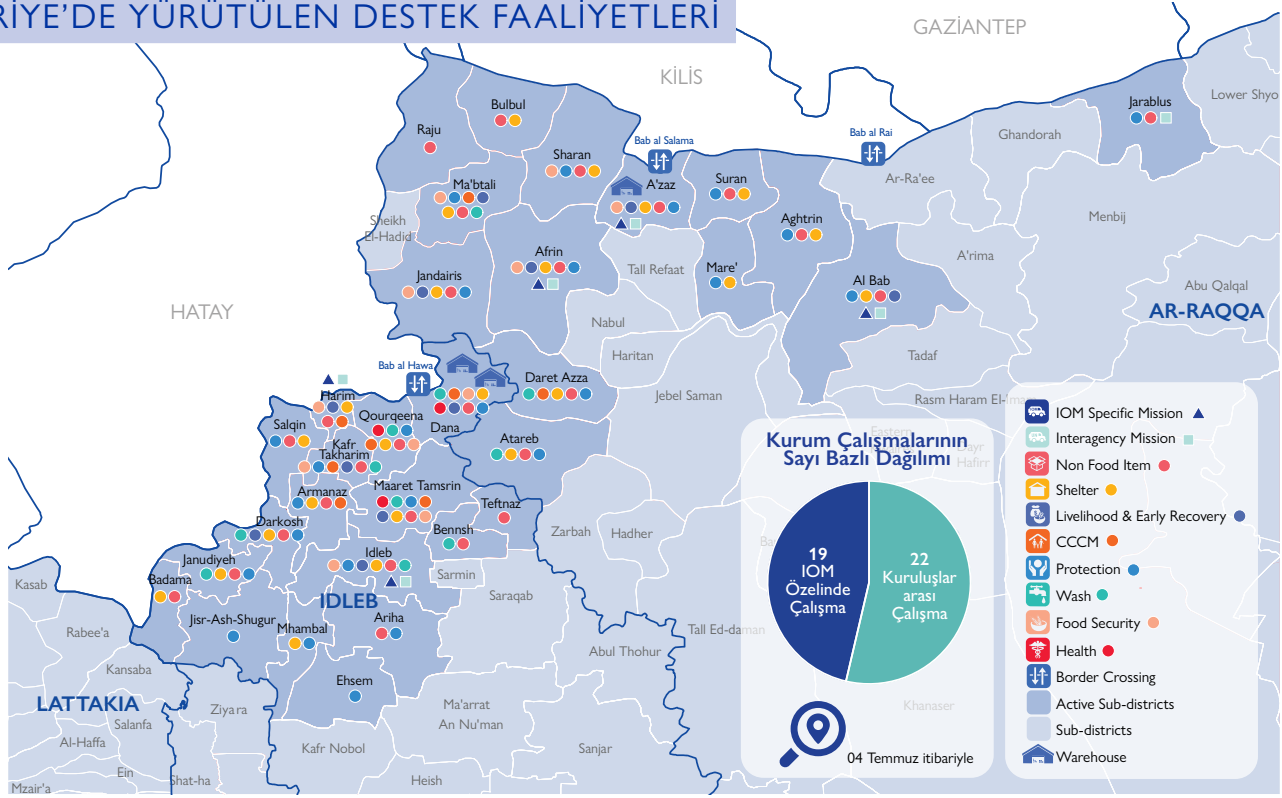 RİYE'DE YÜRÜTÜLEN DESTEK FAALİYETLERİ
GAZİANTEP
KİLİS
HATAY
Bulbul
Raju
Sharan
Ma'btali
Sheikh
El-Hadid
Jandairis
Afrin
Bab al Salama
A'zaz
Suran
Bab al Rai
Aghtrin
Mare'
Tall Refaat
Al Bab
Ar-Ra'ee
Ghandorah
Jarablus
Lower Shyo
Menbij
A'rima
Abu Qalqal
AR-RAQQA
Nabul
Haritan
Tadaf
Jebel Saman
Rasm Haram El-Imam
Bab al Hawa
Daret Azza
Harim
Qourqeena
Dana
Salqin
Kafr
Takharim
Atareb
Armanaz
Maaret Tamsrin
Teftnaz
Darkosh
Bennsh
Zarbah
Hadher
Janudiyeh
Idleb
Badama
Sarmin
Saraqab
IDLEB
Jisr-Ash-Shugur
Mhambal
Ariha
Tall Ed-daman
Abul Thohur
Ehsem
Kasab
Rabee'a
Kansaba
LATTAKIA
Salanfa
Ziyara
Al-Haffa
Ein
Shat-ha
Mzair'a
Kafr Nobol
Ma'arrat
An Nu'man
Heish
Sanjar
Eastern
Dayr
Hafirr
Khanaser
Kurum Çalışmalarının
Sayı Bazlı Dağılımı
19
IOM
Özelinde
Çalışma
22
Kuruluşlar
arası
Çalışma
04 Temmuz itibariyle
IOM Specific Mission
Interagency Mission
Non Food Item
Shelter
Livelihood & Early Recovery
CCCM
Protection
Wash
Food Security
Health
Border Crossing
Active Sub-districts
Sub-districts
Warehouse